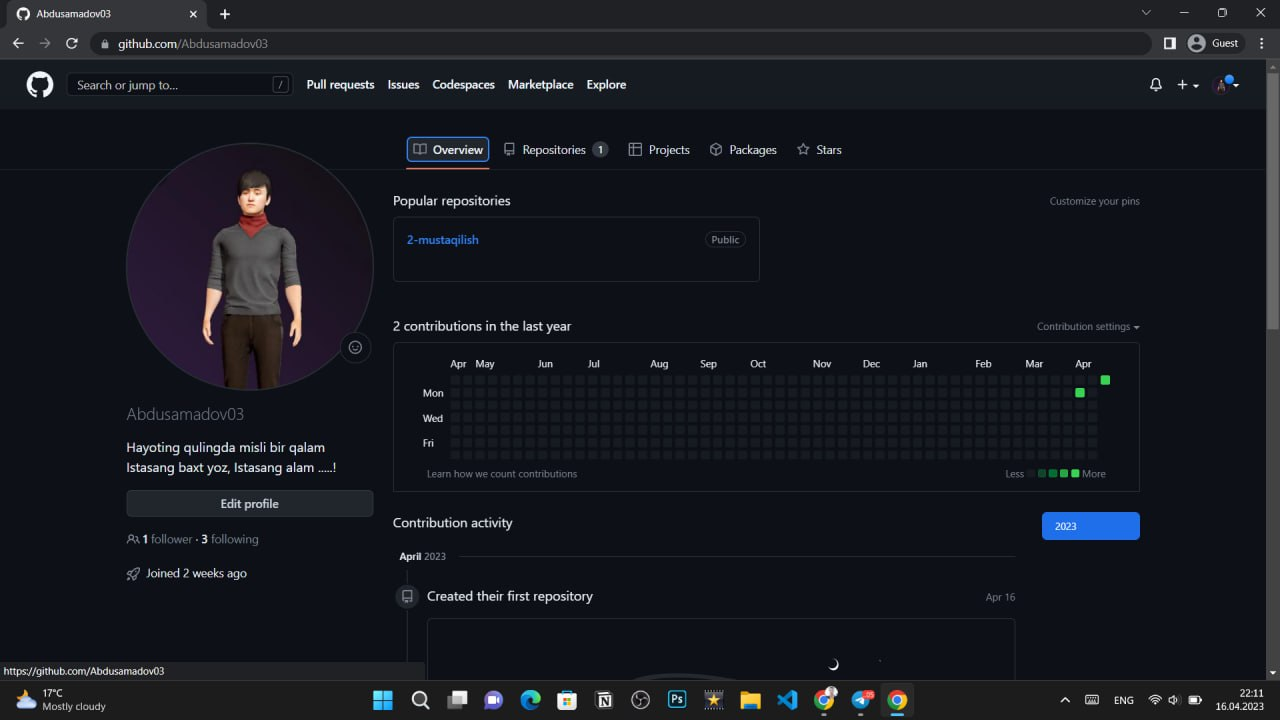 Abdusamadov03
github.com/Abdusamadov03
Guest
Search or jump to...
/
Pull requests
Issues
Codespaces
Marketplace
Explore
Overview
Repositories 1
Projects
Packages
Stars
Popular repositories
Customize your pins
2-mustaqilish
Public
2 contributions in the last year
Contribution settings
Apr May Jun Jul Aug Sep Oct Nov Dec Jan Feb Mar Apr
Mon
Wed
Fri
Learn how we count contributions
Less More
Abdusamadov03
Hayoting qulingda misli bir qalam
Istasang baxt yoz, Istasang alam .....!
Edit profile
1 follower · 3 following
Joined 2 weeks ago
Contribution activity
2023
April 2023
Created their first repository
Apr 16
https://github.com/Abdusamadov03
17°C
Mostly cloudy
Ps
ENG
22:11
16.04.2023